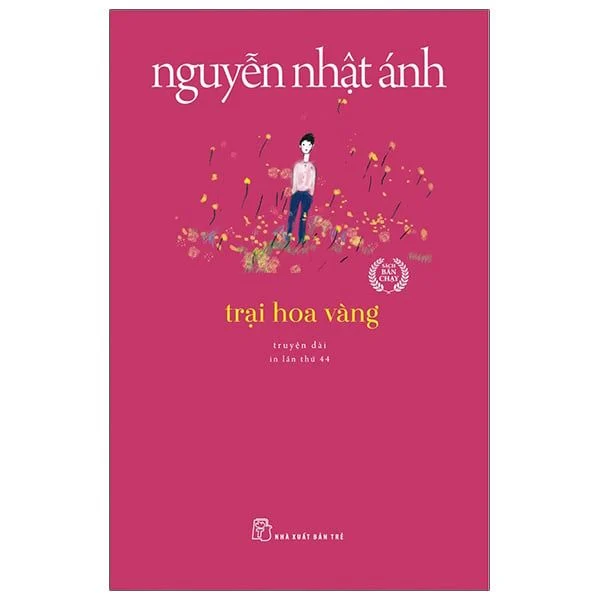 nguyễn nhật ánh
SÁCH
BÁN
CHẠY
trại hoa vàng
truyện dài
in lần thứ 44
NHÀ XUẤT BẢN TRẺ